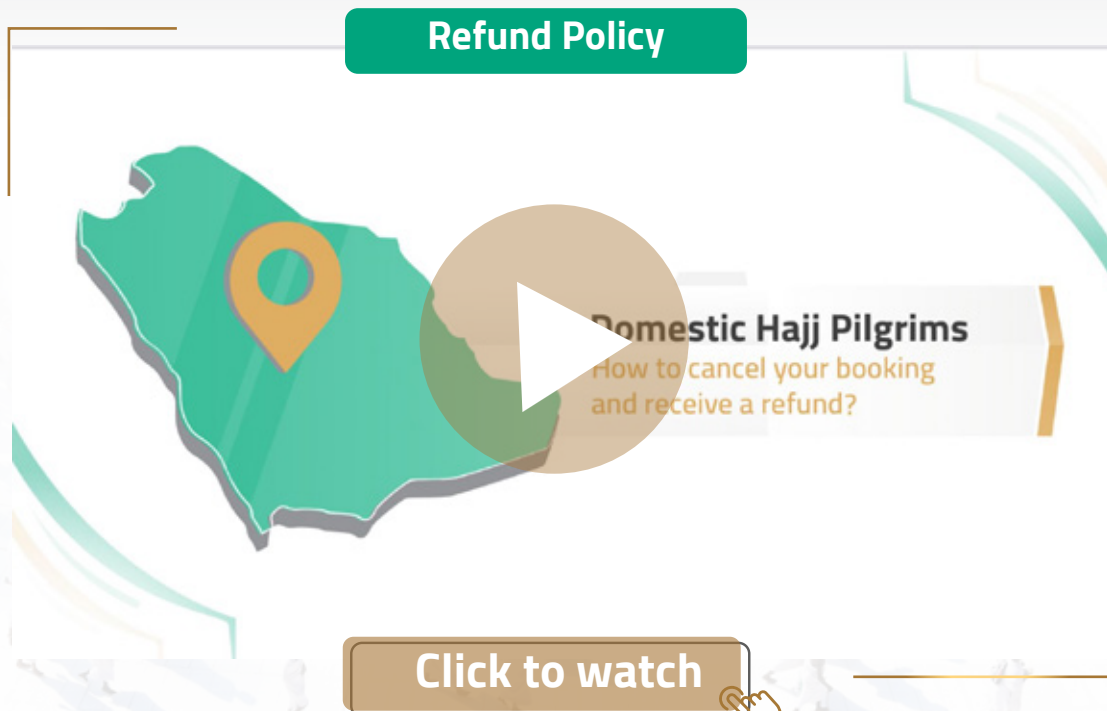 Refund Policy
Domestic Hajj Pilgrims
How to cancel your booking
and receive a refund?
Click to watch